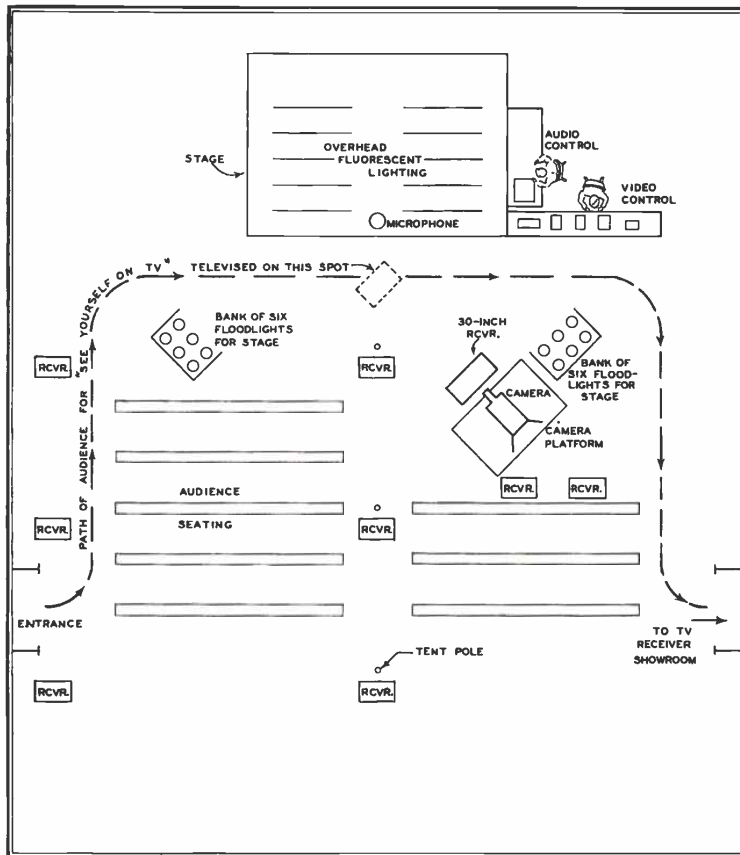 AUDIO
CONTROL
STAGE
OVERHEAD
FLUORESCENT
LIGHTING
VIDEO
CONTROL
MICROPHONE
PATH OF AUDIENCE FOR "SEE YOURSELF ON TV"
TELEVISED ON THIS SPOT
BANK OF SIX
FLOODLIGHTS
FOR STAGE
30-INCH
RCVR.
RCVR.
RCVR.
BANK OF
SIX FLOOD-
LIGHTS FOR
STAGE
CAMERA
CAMERA
PLATFORM
RCVR.
RCVR.
AUDIENCE
SEATING
RCVR.
RCVR.
ENTRANCE
TO TV
RECEIVER
SHOWROOM
TENT POLE
RCVR.
RCVR.